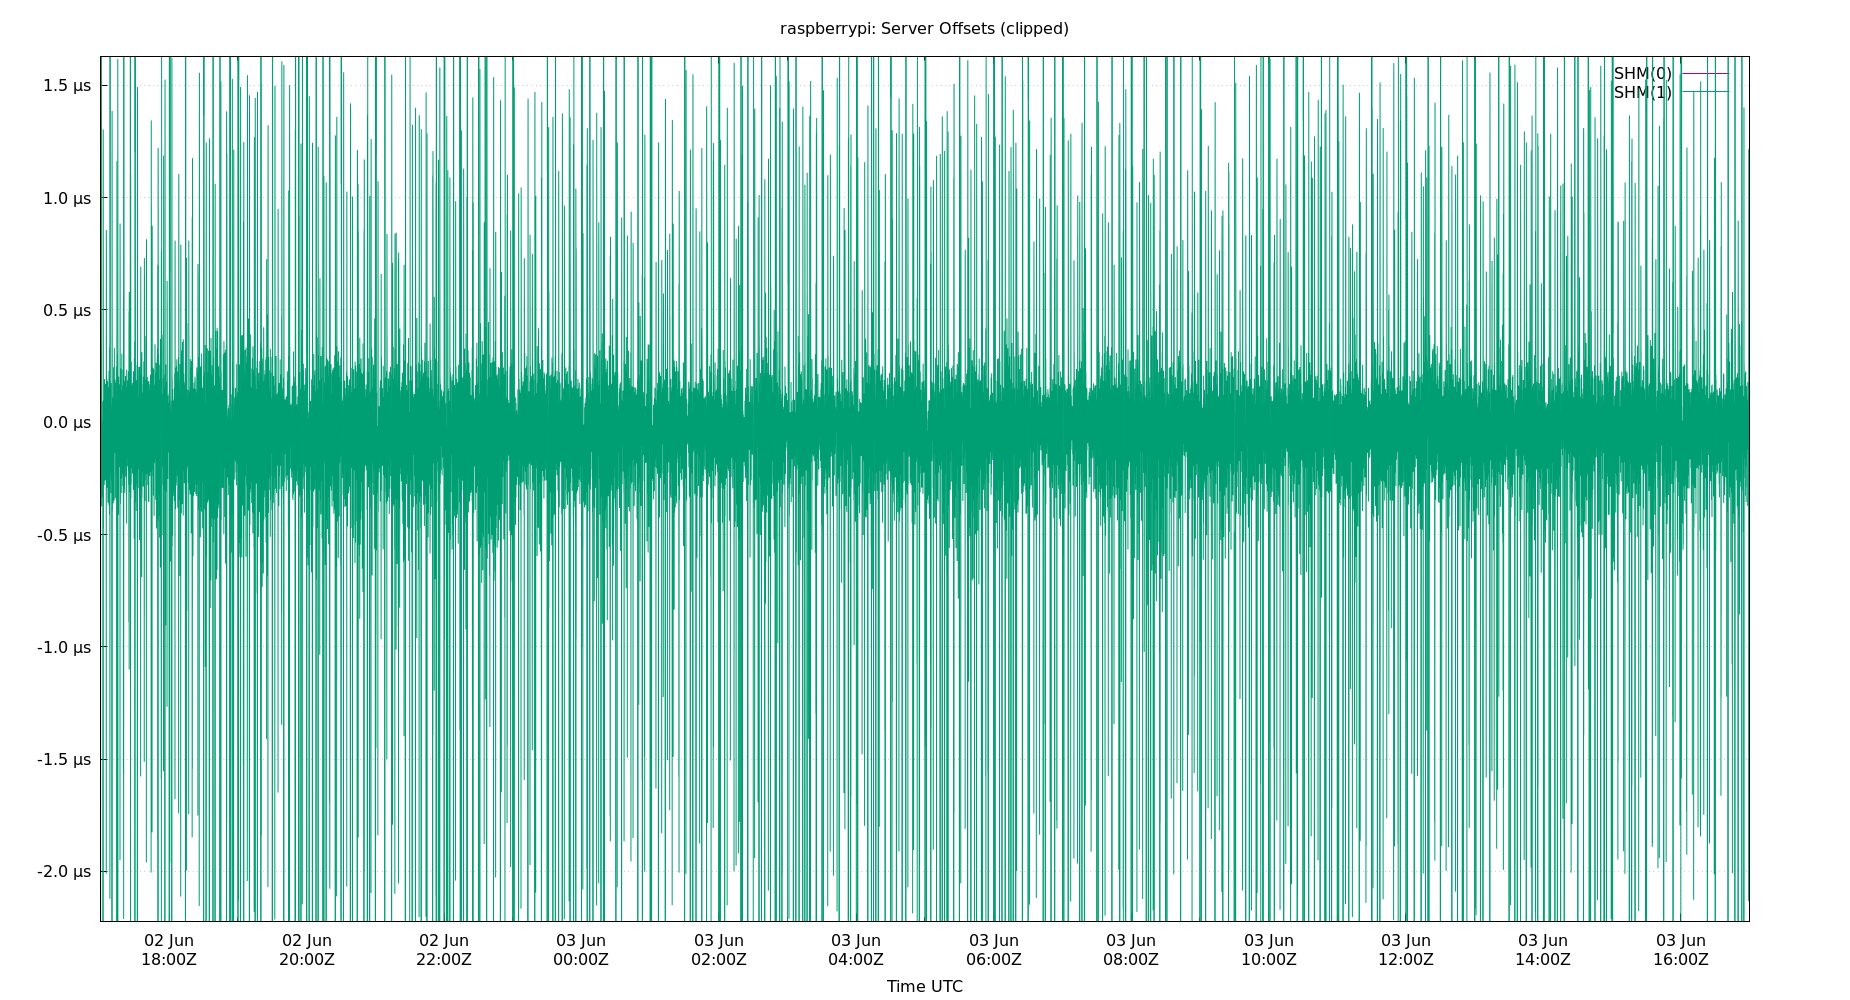 raspberrypi: Server Offsets (clipped)
SHM(0)
SHM(1)
1.5 µs
1.0 µs
0.5 µs
0.0 µs
-0.5 µs
-1.0 µs
-1.5 µs
-2.0 µs
02 Jun 02 Jun 02 Jun 03 Jun 03 Jun 03 Jun 03 Jun 03 Jun 03 Jun 03 Jun 03 Jun 03 Jun
18:00Z 20:00Z 22:00Z 00:00Z 02:00Z 04:00Z 06:00Z 08:00Z 10:00Z 12:00Z 14:00Z 16:00Z
Time UTC